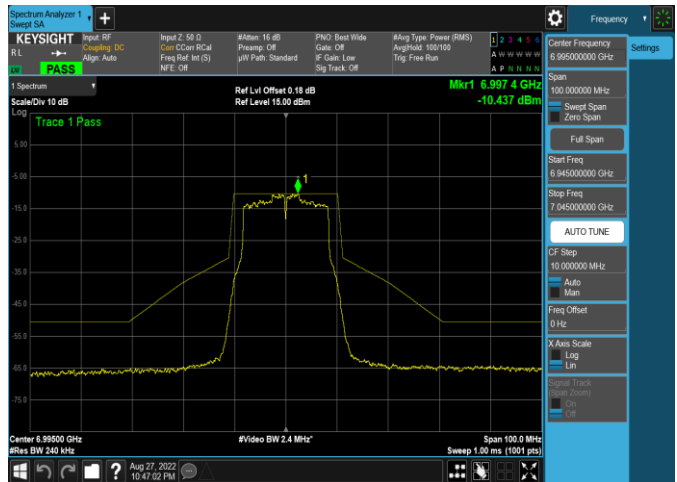 Spectrum Analyzer 1
Swept SA
Frequency
KEYSIGHT
RL
PASS
Input: RF
Coupling: DC
Align: Auto
Input Z: 50 Ω
Corr CCorr RCal
Freq Ref: Int (S)
NFE: Off
#Atten: 16 dB
Preamp: Off
µW Path: Standard
PNO: Best Wide
Gate: Off
IF Gain: Low
Sig Track: Off
#Avg Type: Power (RMS)
Avg|Hold: 100/100
Trig: Free Run
1 2 3 4 5 6
A W W W W W
A P N N N N
1 Spectrum
Scale/Div 10 dB
Log
Ref Lvl Offset 0.18 dB
Ref Level 15.00 dBm
Mkr1 6.997 4 GHz
-10.437 dBm
Trace 1 Pass
5.00
-5.00
1
-15.0
-25.0
-35.0
-45.0
-55.0
-65.0
-75.0
Center 6.99500 GHz
#Video BW 2.4 MHz*
Span 100.0 MHz
#Res BW 240 kHz
Sweep 1.00 ms (1001 pts)
Aug 27, 2022
10:47:02 PM
Center Frequency
6.995000000 GHz
Settings
Span
100.000000 MHz
Swept Span
Zero Span
Full Span
Start Freq
6.945000000 GHz
Stop Freq
7.045000000 GHz
AUTO TUNE
CF Step
10.000000 MHz
Auto
Man
Freq Offset
0 Hz
X Axis Scale
Log
Lin
Signal Track
(Span Zoom)
On
Off